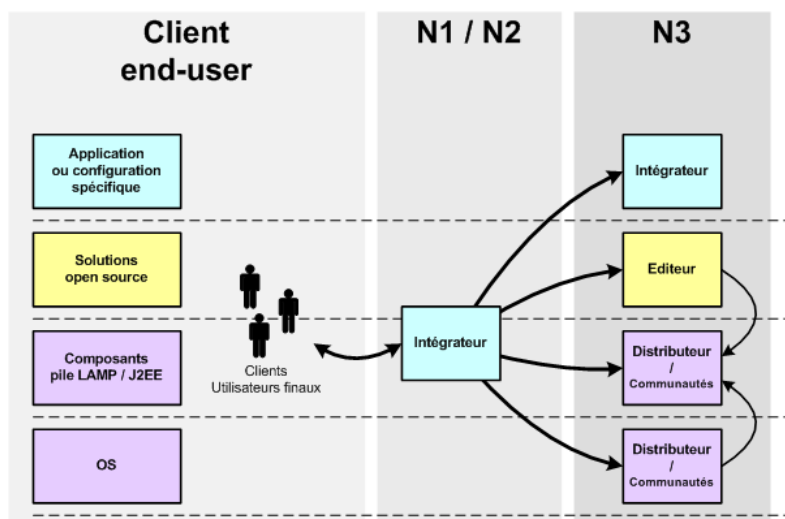 Client
end-user
N1 / N2
N3
Application
ou configuration
spécifique
Intégrateur
Solutions
open source
Editeur
Intégrateur
Composants
pile LAMP / J2EE
Clients
Utilisateurs finaux
Distributeur
/
Communautés
OS
Distributeur
/
Communautés